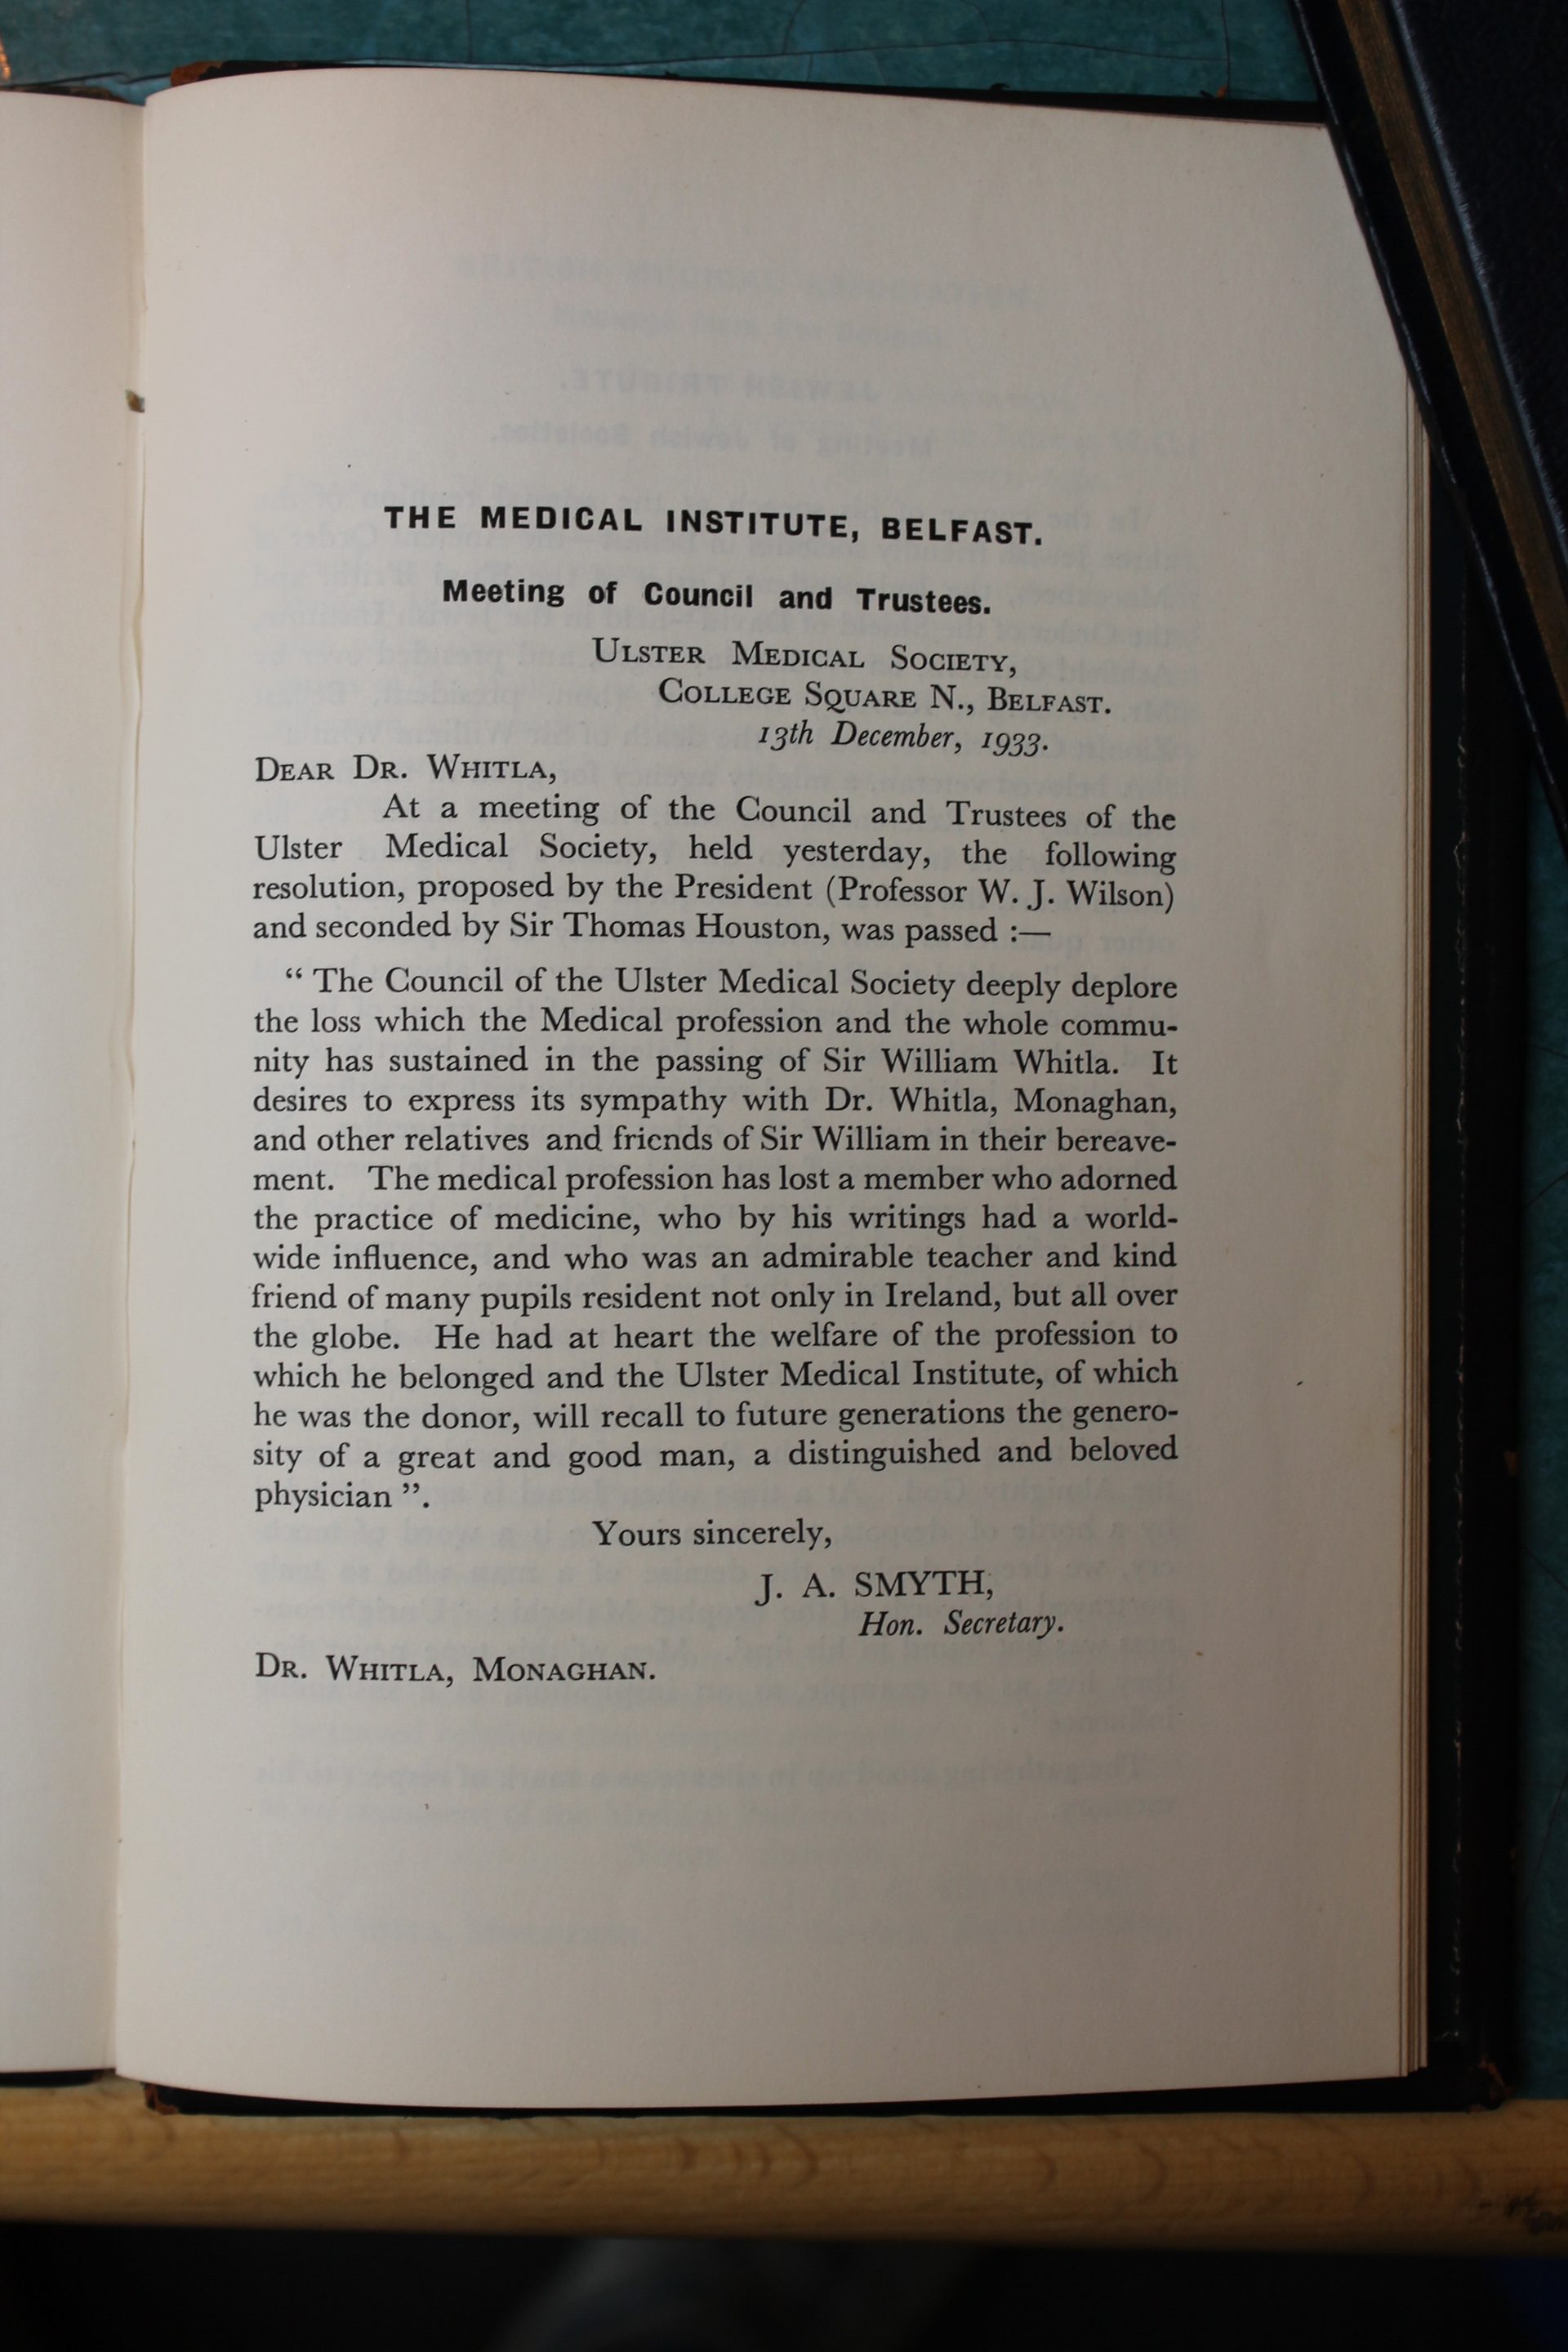 THE MEDICAL INSTITUTE, BELFAST.
Meeting of Council and Trustees.
ULSTER MEDICAL SOCIETY,
COLLEGE SQUARE N., BELFAST.
13th December, 1933.
DEAR DR. WHITLA,
At a meeting of the Council and Trustees of the
Ulster Medical Society, held yesterday, the following
resolution, proposed by the President (Professor W. J. Wilson)
and seconded by Sir Thomas Houston, was passed :—
“ The Council of the Ulster Medical Society deeply deplore
the loss which the Medical profession and the whole commu-
nity has sustained in the passing of Sir William Whitla. It
desires to express its sympathy with Dr. Whitla, Monaghan,
and other relatives and friends of Sir William in their bereave-
ment. The medical profession has lost a member who adorned
the practice of medicine, who by his writings had a world-
wide influence, and who was an admirable teacher and kind
friend of many pupils resident not only in Ireland, but all over
the globe. He had at heart the welfare of the profession to
which he belonged and the Ulster Medical Institute, of which
he was the donor, will recall to future generations the genero-
sity of a great and good man, a distinguished and beloved
physician ”.
Yours sincerely,
J. A. SMYTH,
Hon. Secretary.
DR. WHITLA, MONAGHAN.